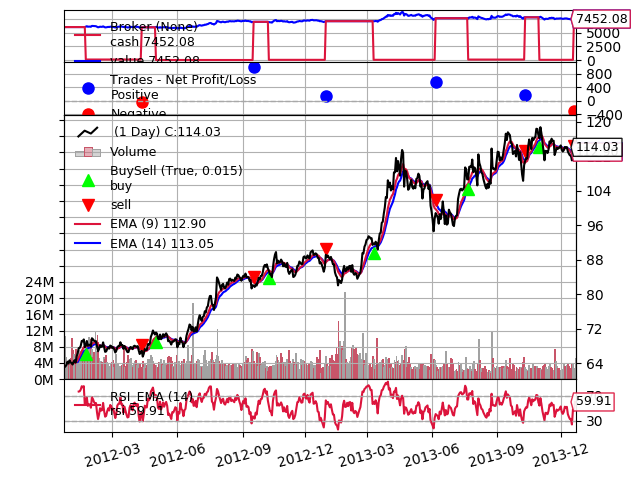 Broker (None)
cash 7452.08
value 7452.08
7452.08
5000
2500
0
Trades - Net Profit/Loss
Positive
Negative
800
400
0
−400
(1 Day) C:114.03
Volume
BuySell (True, 0.015)
buy
sell
EMA (9) 112.90
EMA (14) 113.05
120
114.03
104
96
88
80
72
64
24M
20M
16M
12M
8M
4M
0M
RSI_EMA (14)
rsi 59.91
70
59.91
30
2012-03
2012-06
2012-09
2012-12
2013-03
2013-06
2013-09
2013-12